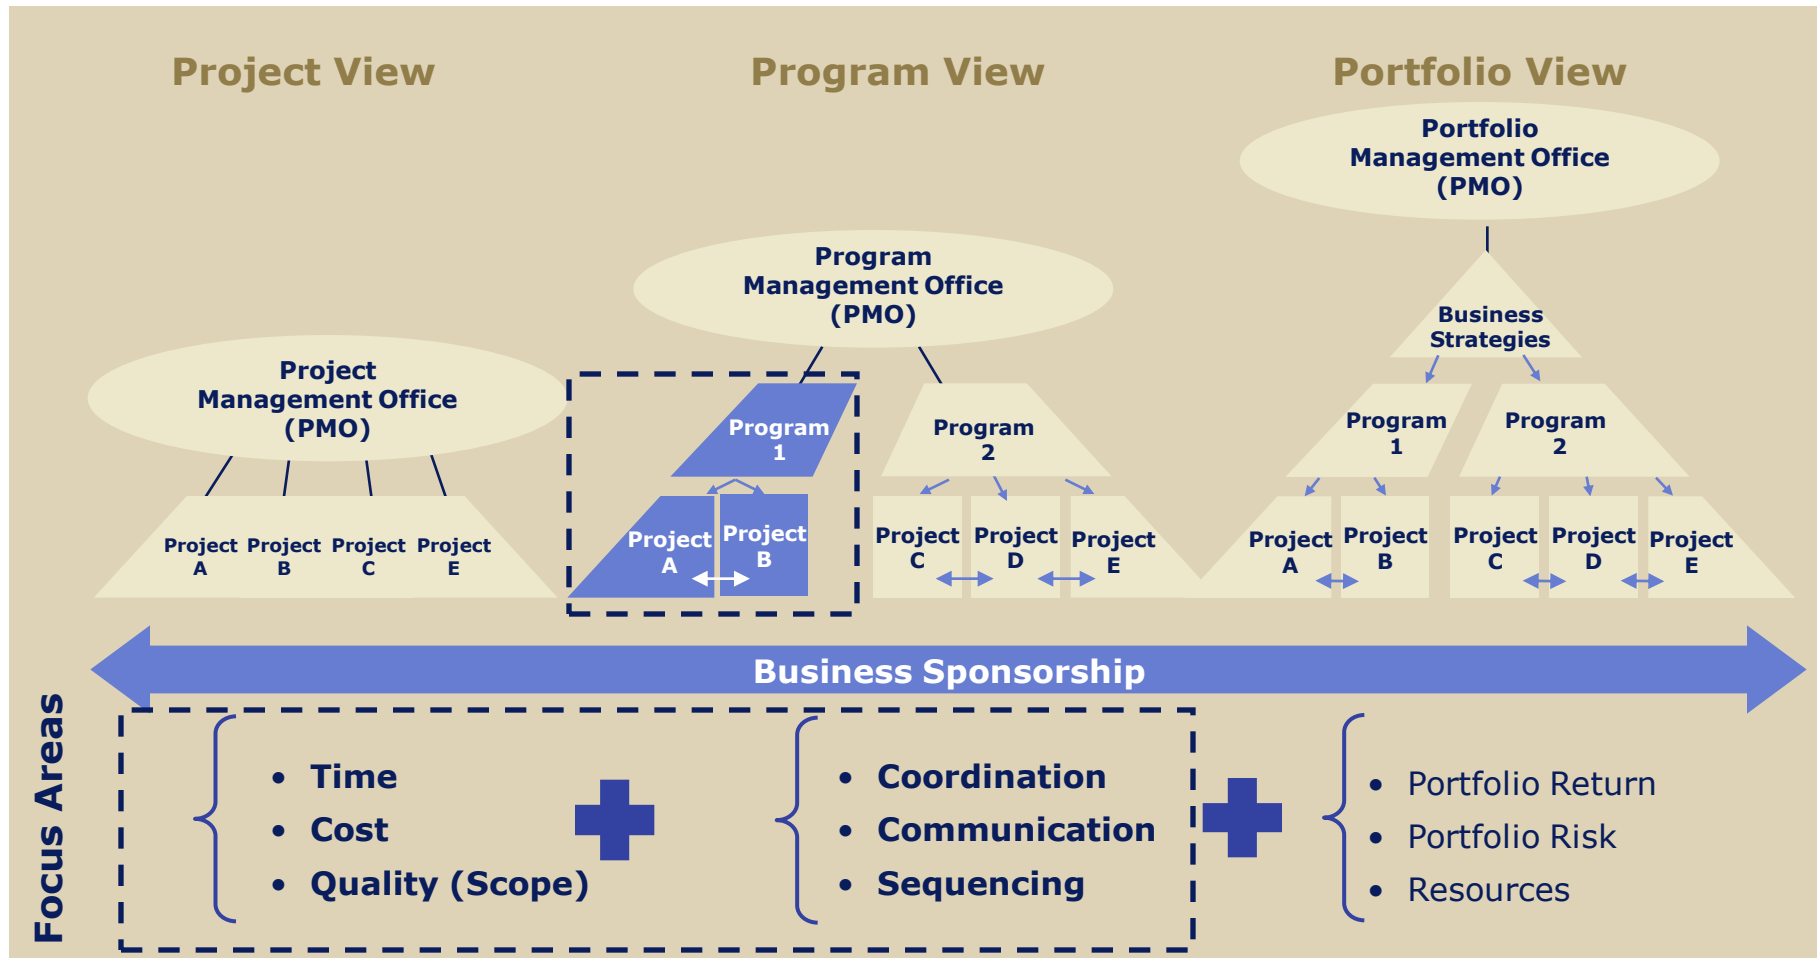 Project View
Program View
Portfolio View
Project
Management Office
(PMO)
Project
A
Project
B
Project
C
Project
E
Program
Management Office
(PMO)
Program
1
Project
A
Project
B
Program
2
Project
C
Project
D
Project
E
Portfolio
Management Office
(PMO)
Business
Strategies
Program
1
Program
2
Project
A
Project
B
Project
C
Project
D
Project
E
Business Sponsorship
Focus Areas
• Time
• Cost
• Quality (Scope)
• Coordination
• Communication
• Sequencing
• Portfolio Return
• Portfolio Risk
• Resources